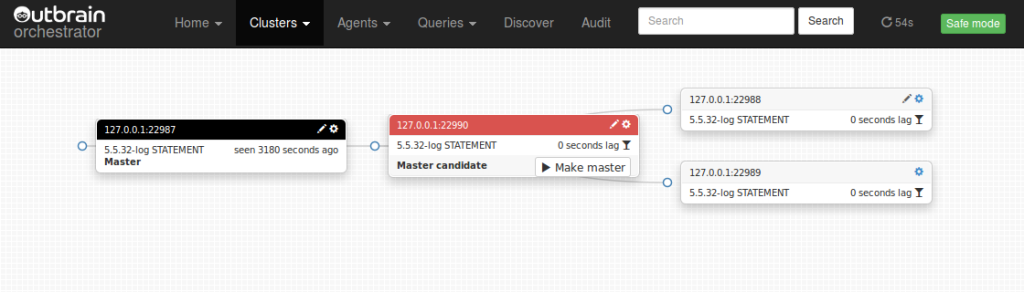 Outbrain
orchestrator
Home Clusters Agents Queries Discover Audit Search Search 54s Safe mode
127.0.0.1:22987
5.5.32-log STATEMENT seen 3180 seconds ago
Master
127.0.0.1:22990
5.5.32-log STATEMENT 0 seconds lag
Master candidate Make master
127.0.0.1:22988
5.5.32-log STATEMENT 0 seconds lag
127.0.0.1:22989
5.5.32-log STATEMENT 0 seconds lag